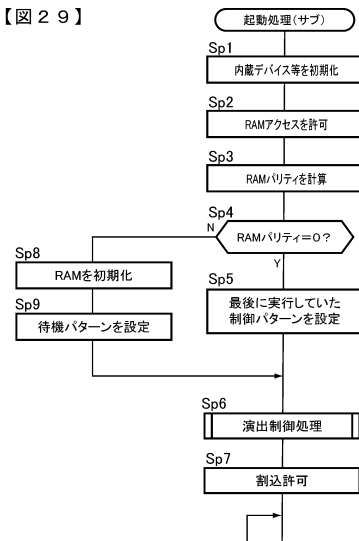 【図２９】
起動処理(サブ)
Sp1
内蔵デバイス等を初期化
Sp2
RAMアクセスを許可
Sp3
RAMパリティを計算
Sp4
RAMパリティ＝０？
N
Y
Sp8
RAMを初期化
Sp9
待機パターンを設定
Sp5
最後に実行していた
制御パターンを設定
Sp6
演出制御処理
Sp7
割込許可